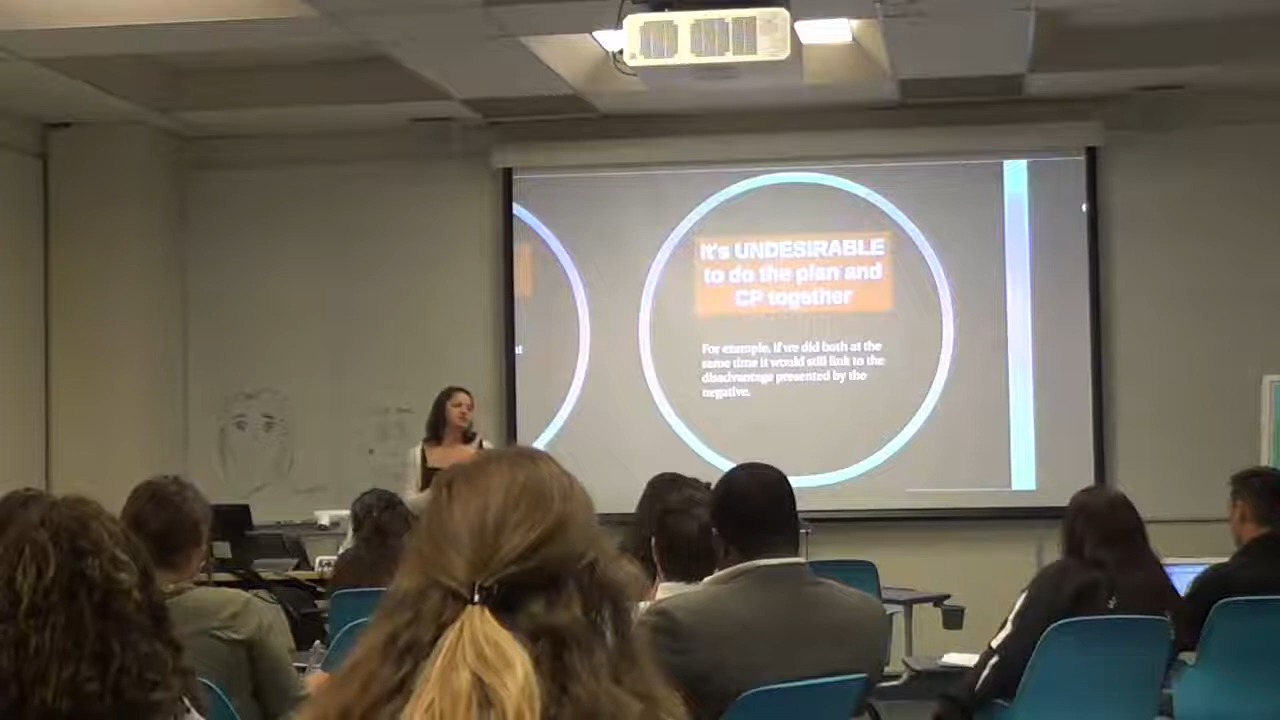 It's UNDESIRABLE
to do the plan and
CP together
For example, if we did both at the
same time it would still link to the
disadvantage presented by the
negative.